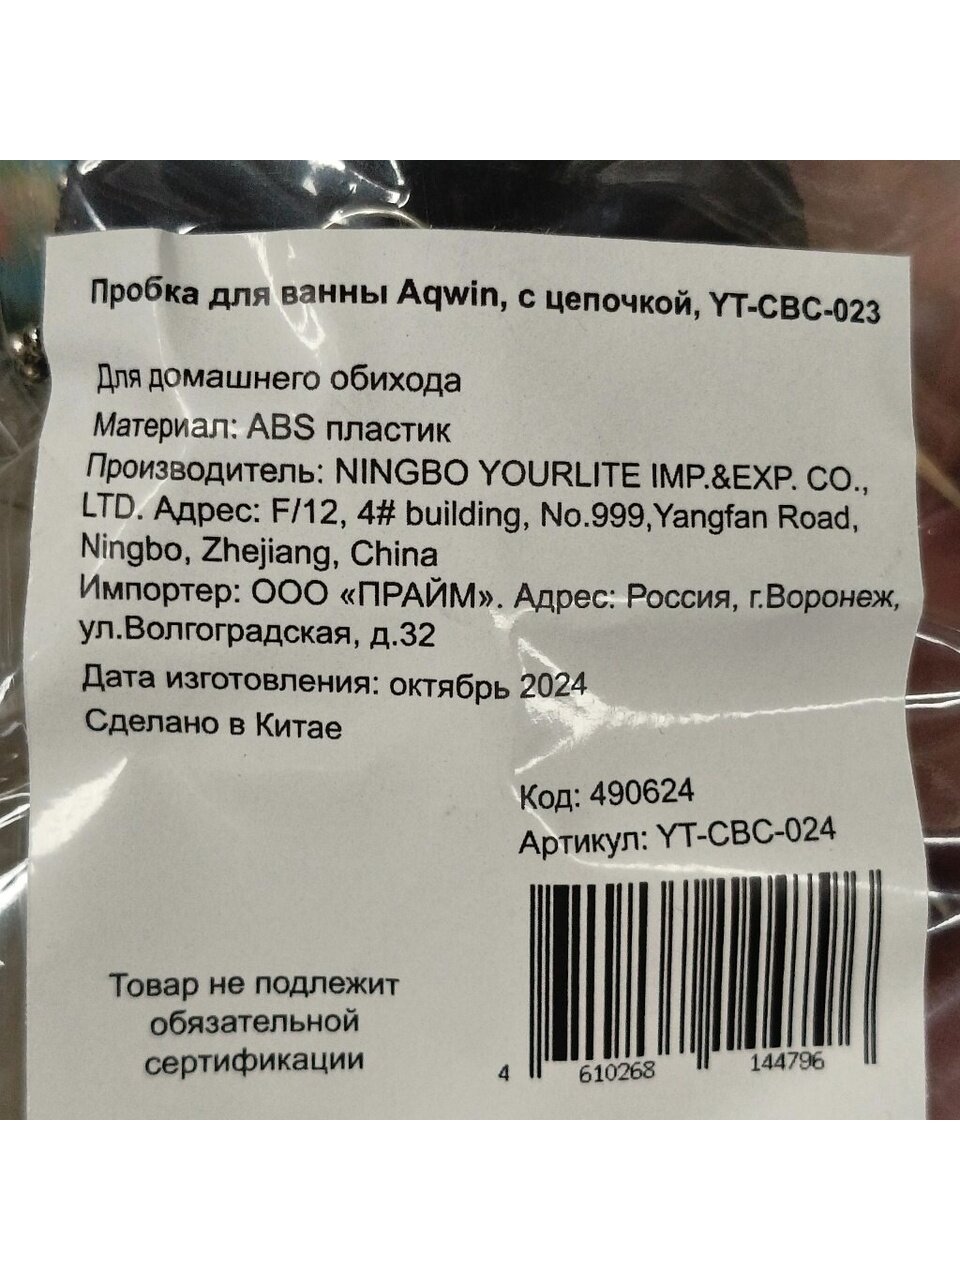 Пробка для ванны Aqwin, с цепочкой, YT-CBC-023
Для домашнего обихода
Материал: ABS пластик
Производитель: NINGBO YOURLITE IMP.&EXP. CO.,
LTD. Адрес: F/12, 4# building, No.999,Yangfan Road,
Ningbo, Zhejiang, China
Импортер: ООО «ПРАЙМ». Адрес: Россия, г.Воронеж,
ул.Волгоградская, д.32
Дата изготовления: октябрь 2024
Сделано в Китае
Код: 490624
Артикул: YT-CBC-024
Товар не подлежит
обязательной
сертификации
4 610268 144796